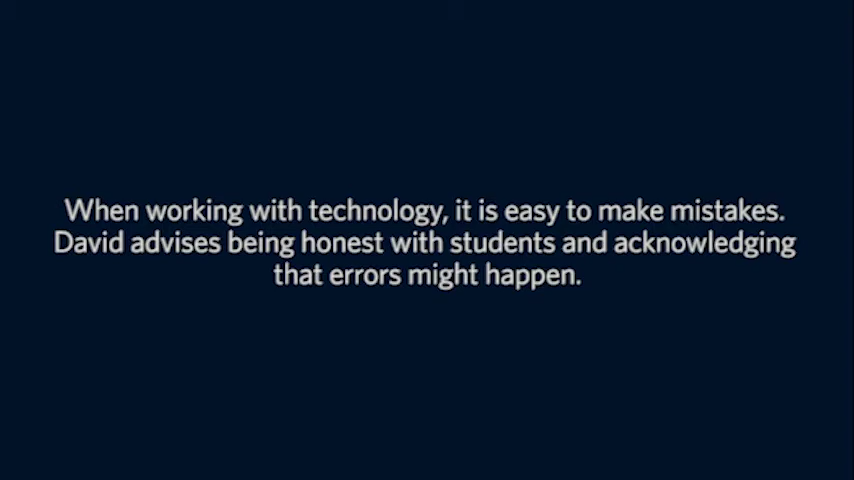 When working with technology, it is easy to make mistakes.
David advises being honest with students and acknowledging
that errors might happen.